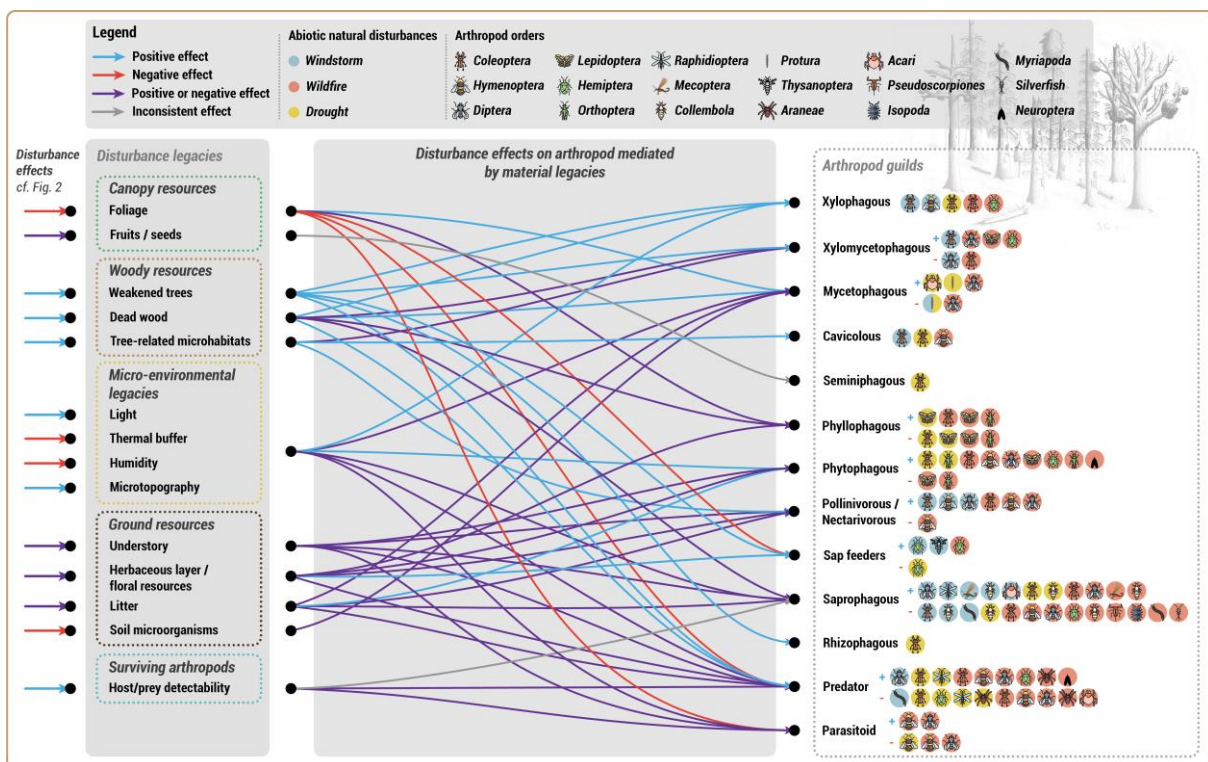 Legend
Positive effect
Negative effect
Positive or negative effect
Inconsistent effect
Abiotic natural disturbances
Windstorm
Wildfire
Drought
Arthropod orders
Coleoptera
Lepidoptera
Raphidioptera
Protura
Acari
Myriapoda
Hymenoptera
Hemiptera
Mecoptera
Thysanoptera
Pseudoscorpiones
Silverfish
Diptera
Orthoptera
Collembola
Araneae
Isopoda
Neuroptera
Disturbance
effects
cf. Fig. 2
Disturbance legacies
Canopy resources
Foliage
Fruits / seeds
Woody resources
Weakened trees
Dead wood
Tree-related microhabitats
Micro-environmental
legacies
Light
Thermal buffer
Humidity
Microtopography
Ground resources
Understory
Herbaceous layer /
floral resources
Litter
Soil microorganisms
Surviving arthropods
Host/prey detectability
Disturbance effects on arthropod mediated
by material legacies
Arthropod guilds
Xylophagous
Xylomycetophagous
+
-
Mycetophagous
+
-
Cavicolous
Seminiphagous
Phyllophagous
+
-
Phytophagous
+
-
Pollinivorous /
Nectarivorous
+
-
Sap feeders
+
-
Saprophagous
+
-
Rhizophagous
Predator
+
-
Parasitoid
+
-